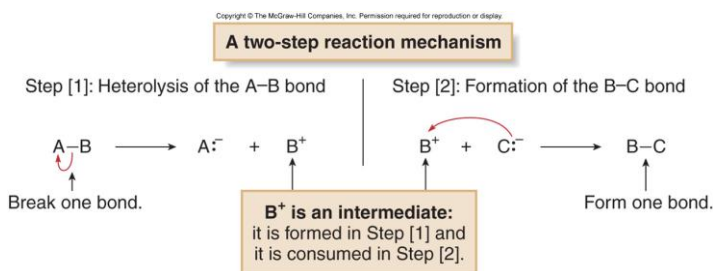 Copyright © The McGraw-Hill Companies, Inc. Permission required for reproduction or display.
A two-step reaction mechanism
Step [1]: Heterolysis of the A–B bond
Step [2]: Formation of the B–C bond
A–B A:⁻ + B⁺
B⁺ + C:⁻ B–C
Break one bond.
B⁺ is an intermediate:
it is formed in Step [1] and
it is consumed in Step [2].
Form one bond.